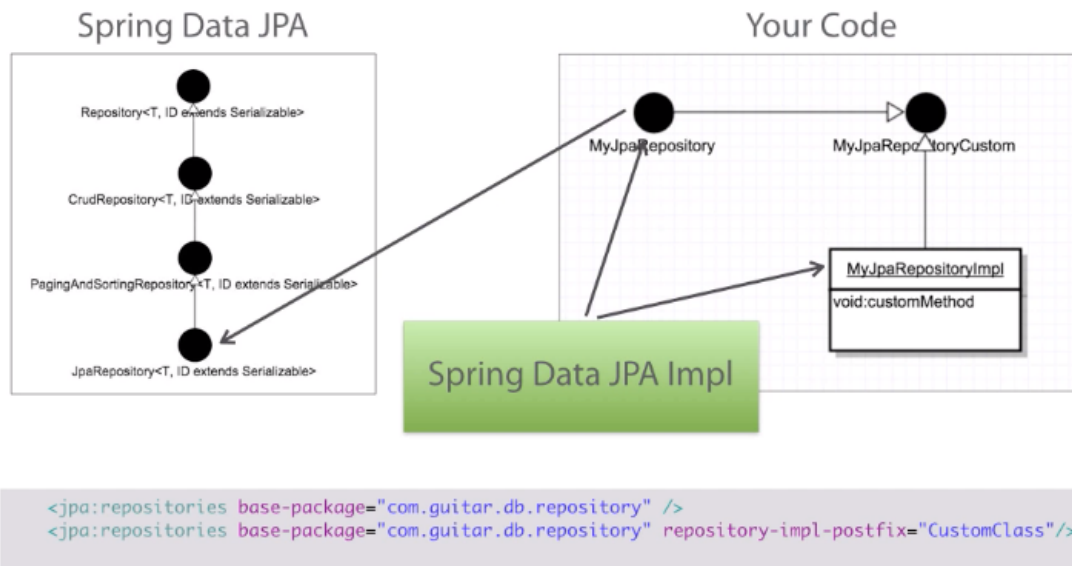 Spring Data JPA
Your Code
Repository<T, ID extends Serializable>
CrudRepository<T, ID extends Serializable>
PagingAndSortingRepository<T, ID extends Serializable>
JpaRepository<T, ID extends Serializable>
MyJpaRepository
MyJpaRepositoryCustom
MyJpaRepositoryImpl
void:customMethod
Spring Data JPA Impl
<jpa:repositories base-package="com.guitar.db.repository" />
<jpa:repositories base-package="com.guitar.db.repository" repository-impl-postfix="CustomClass"/>